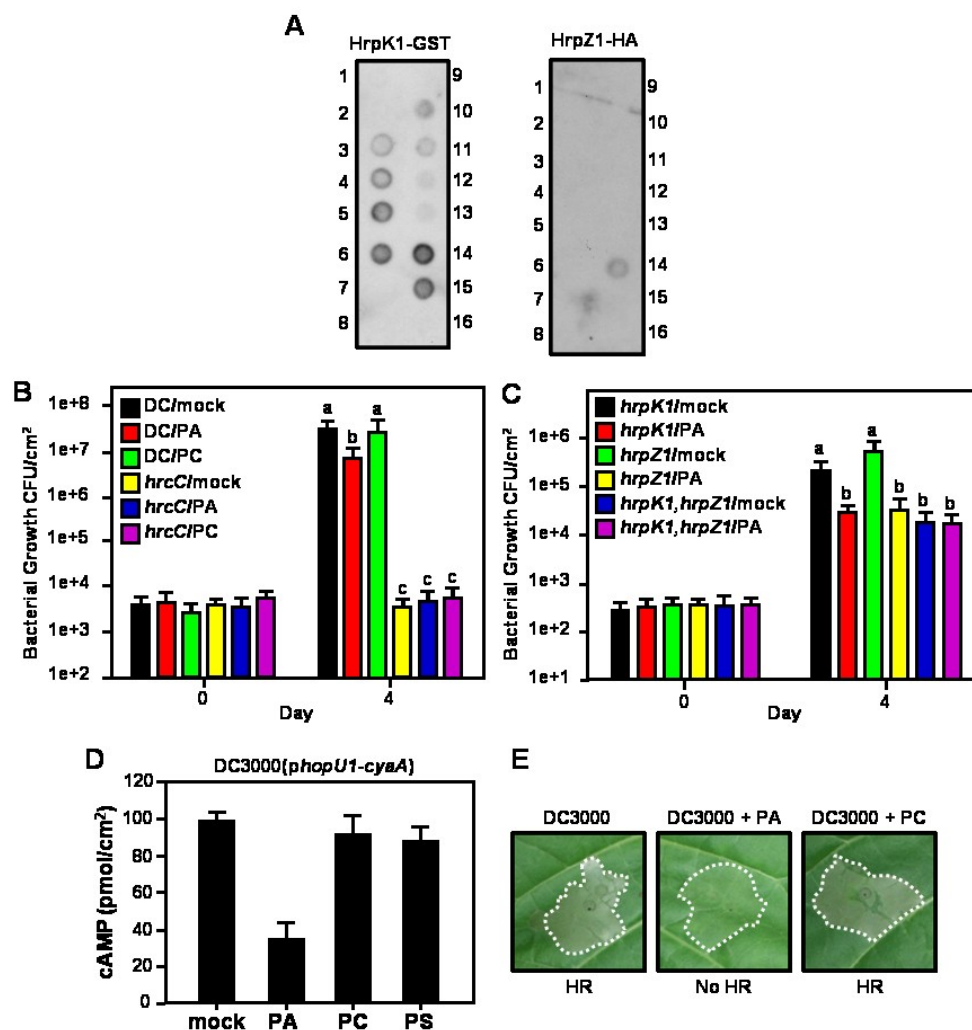 A
HrpK1-GST
HrpZ1-HA
1 9
2 10
3 11
4 12
5 13
6 14
7 15
8 16
1 9
2 10
3 11
4 12
5 13
6 14
7 15
8 16
B
Bacterial Growth CFU/cm²
1e+8
1e+7
1e+6
1e+5
1e+4
1e+3
1e+2
DC/mock
DC/PA
DC/PC
hrcC/mock
hrcC/PA
hrcC/PC
a b a c c c
0 4
Day
C
Bacterial Growth CFU/cm²
1e+6
1e+5
1e+4
1e+3
1e+2
1e+1
hrpK1/mock
hrpK1/PA
hrpZ1/mock
hrpZ1/PA
hrpK1,hrpZ1/mock
hrpK1,hrpZ1/PA
a b a b b b
0 4
Day
D
DC3000(phopU1-cyaA)
cAMP (pmol/cm²)
120
100
80
60
40
20
0
mock PA PC PS
E
DC3000
DC3000 + PA
DC3000 + PC
HR
No HR
HR